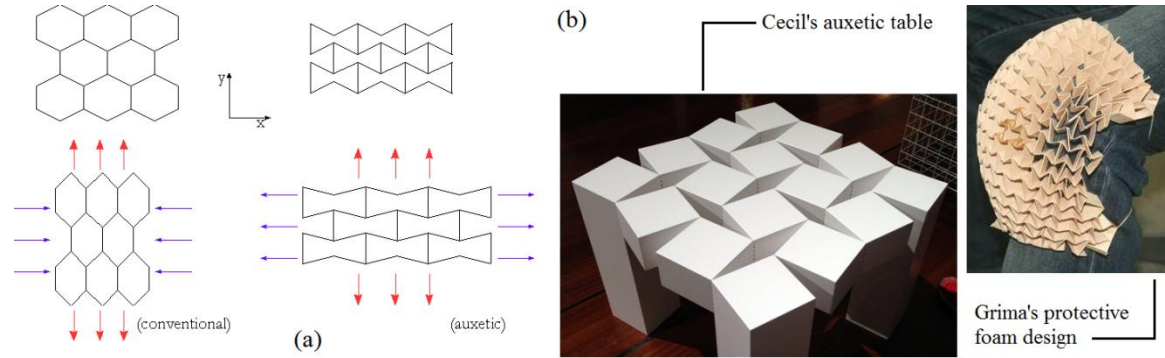 y
x
(conventional)
(a)
(auxetic)
(b)
Cecil's auxetic table
Grima's protective
foam design